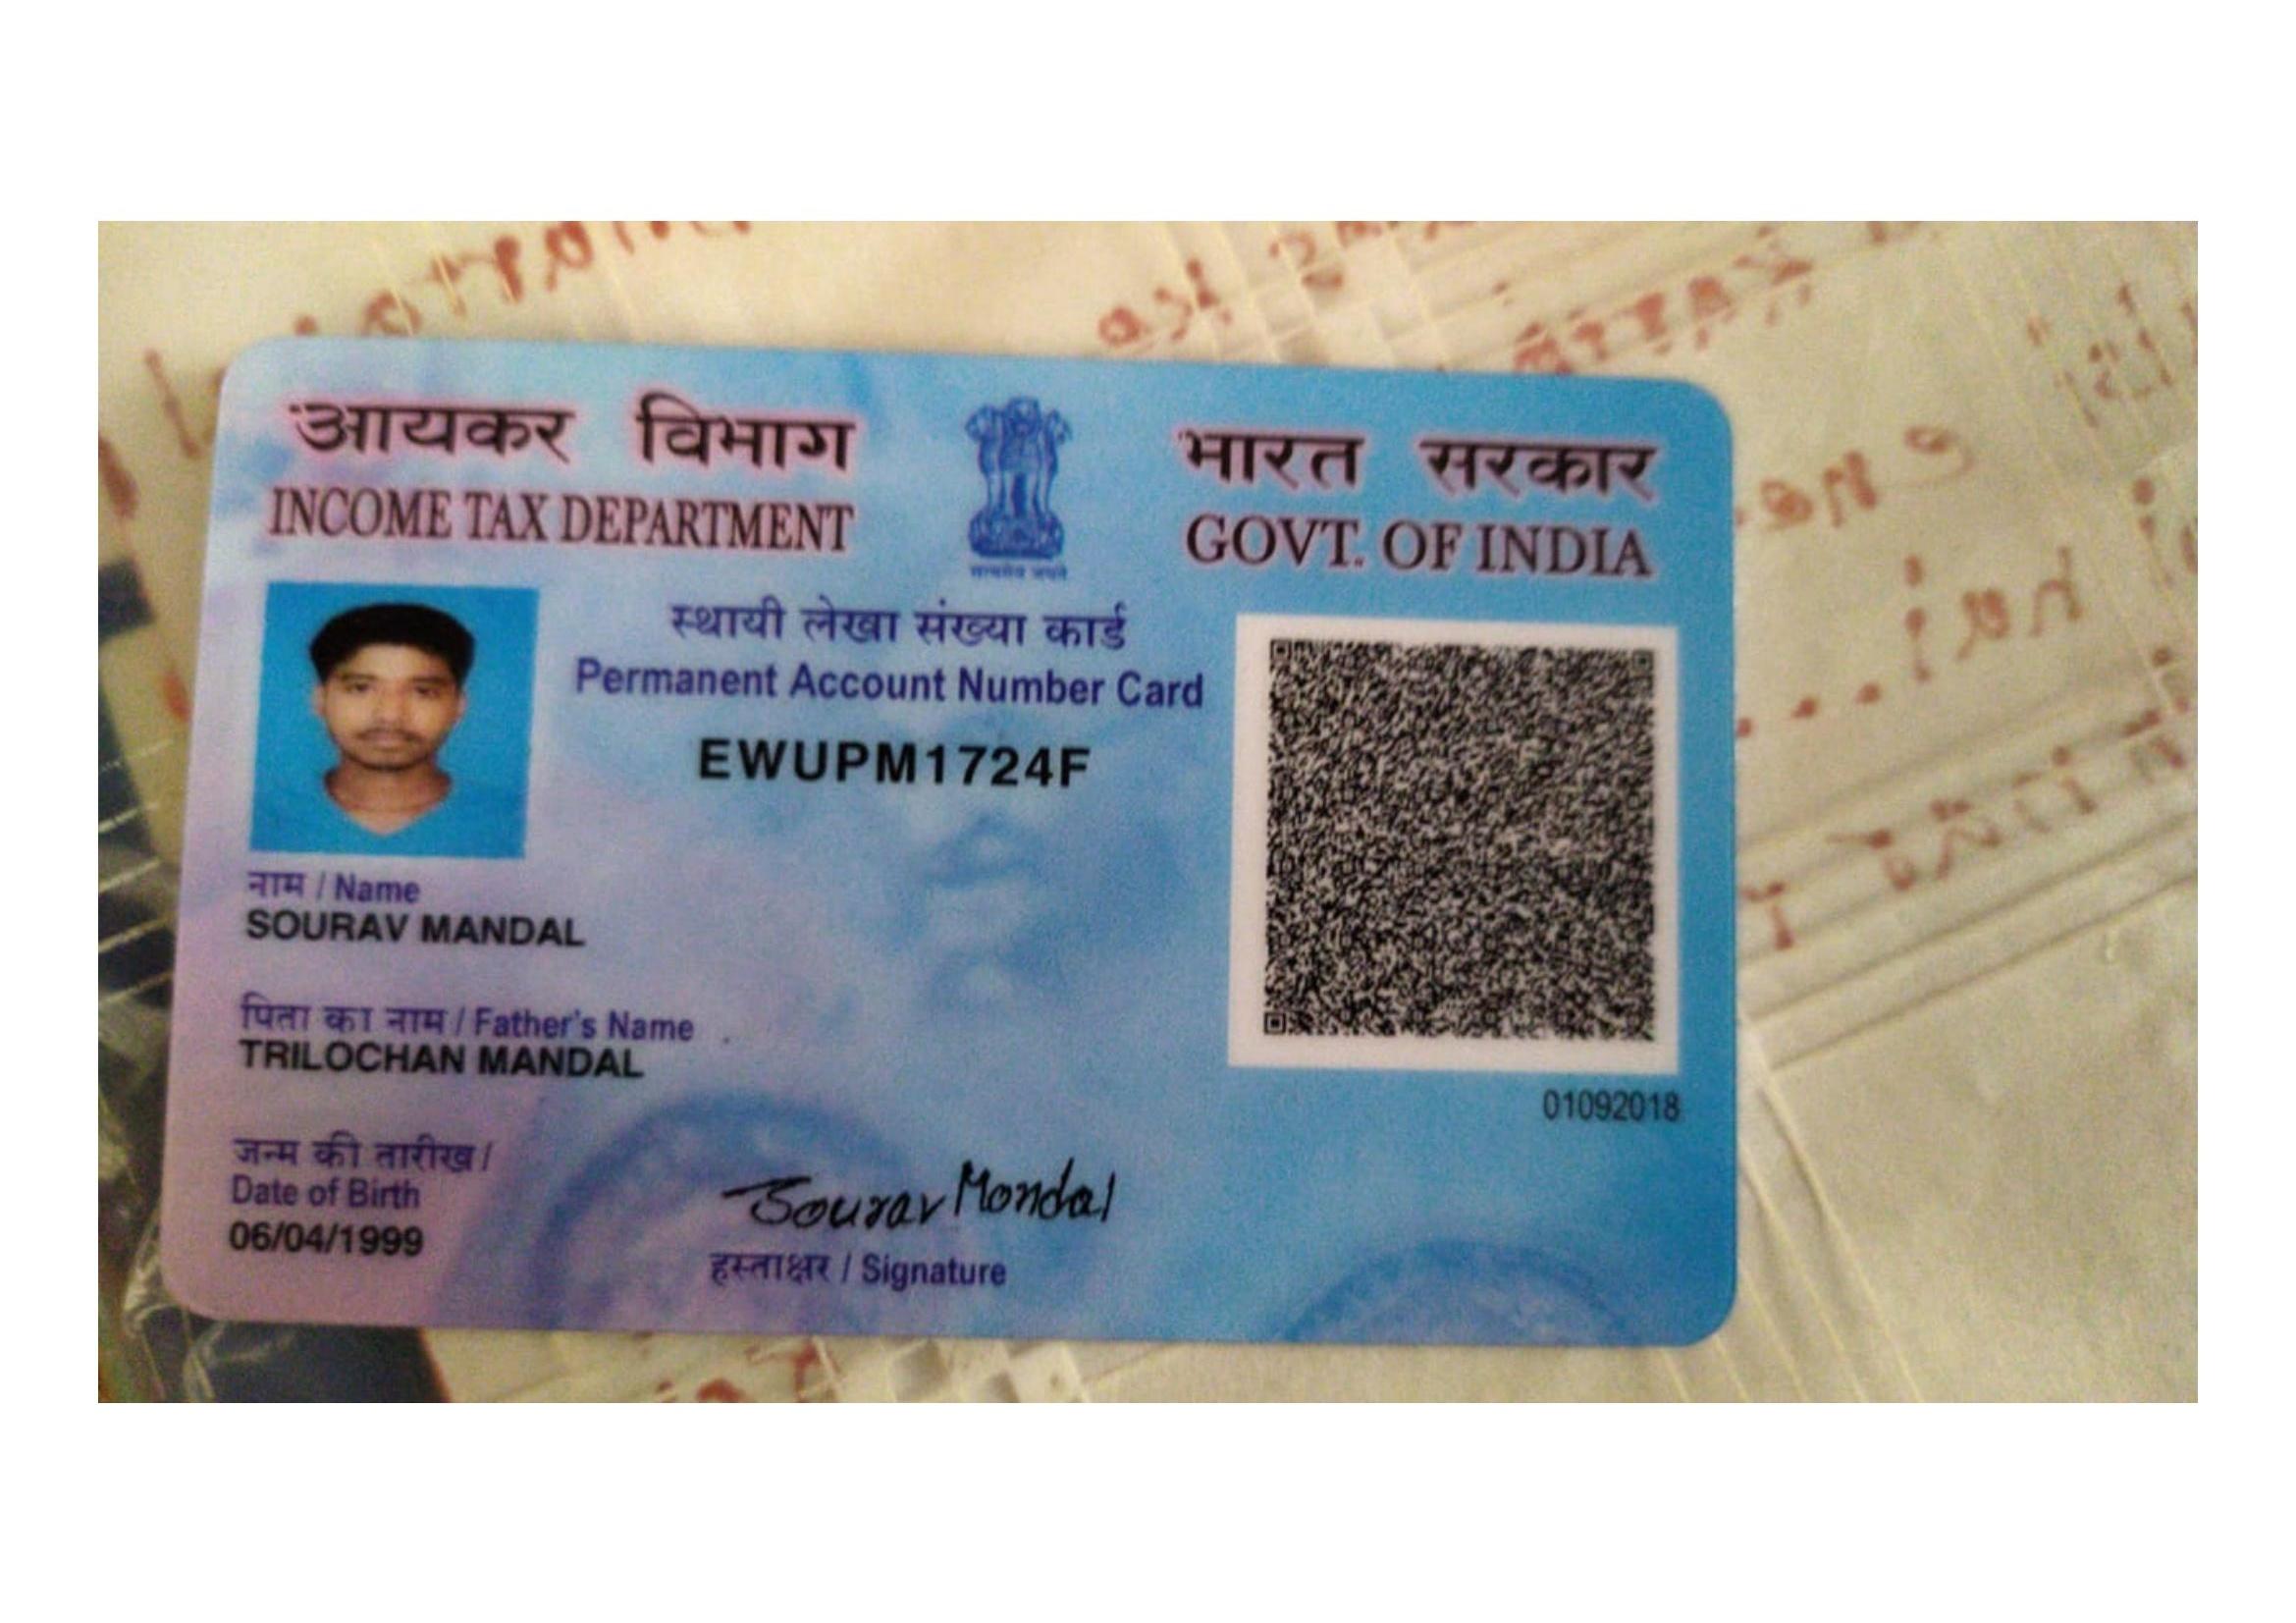 आयकर विभाग
INCOME TAX DEPARTMENT
सत्यमेव जयते
भारत सरकार
GOVT. OF INDIA
स्थायी लेखा संख्या कार्ड
Permanent Account Number Card
EWUPM1724F
नाम / Name
SOURAV MANDAL
पिता का नाम / Father's Name
TRILOCHAN MANDAL
जन्म की तारीख /
Date of Birth
06/04/1999
Sourav Mondal
हस्ताक्षर / Signature
01092018